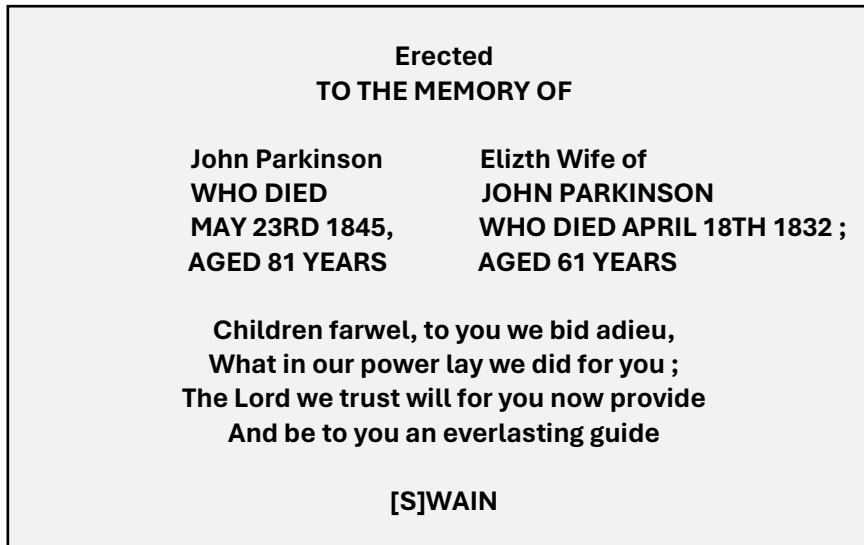 Erected
TO THE MEMORY OF
John Parkinson
WHO DIED
MAY 23RD 1845,
AGED 81 YEARS
Elizth Wife of
JOHN PARKINSON
WHO DIED APRIL 18TH 1832 ;
AGED 61 YEARS
Children farwel, to you we bid adieu,
What in our power lay we did for you ;
The Lord we trust will for you now provide
And be to you an everlasting guide
[S]WAIN